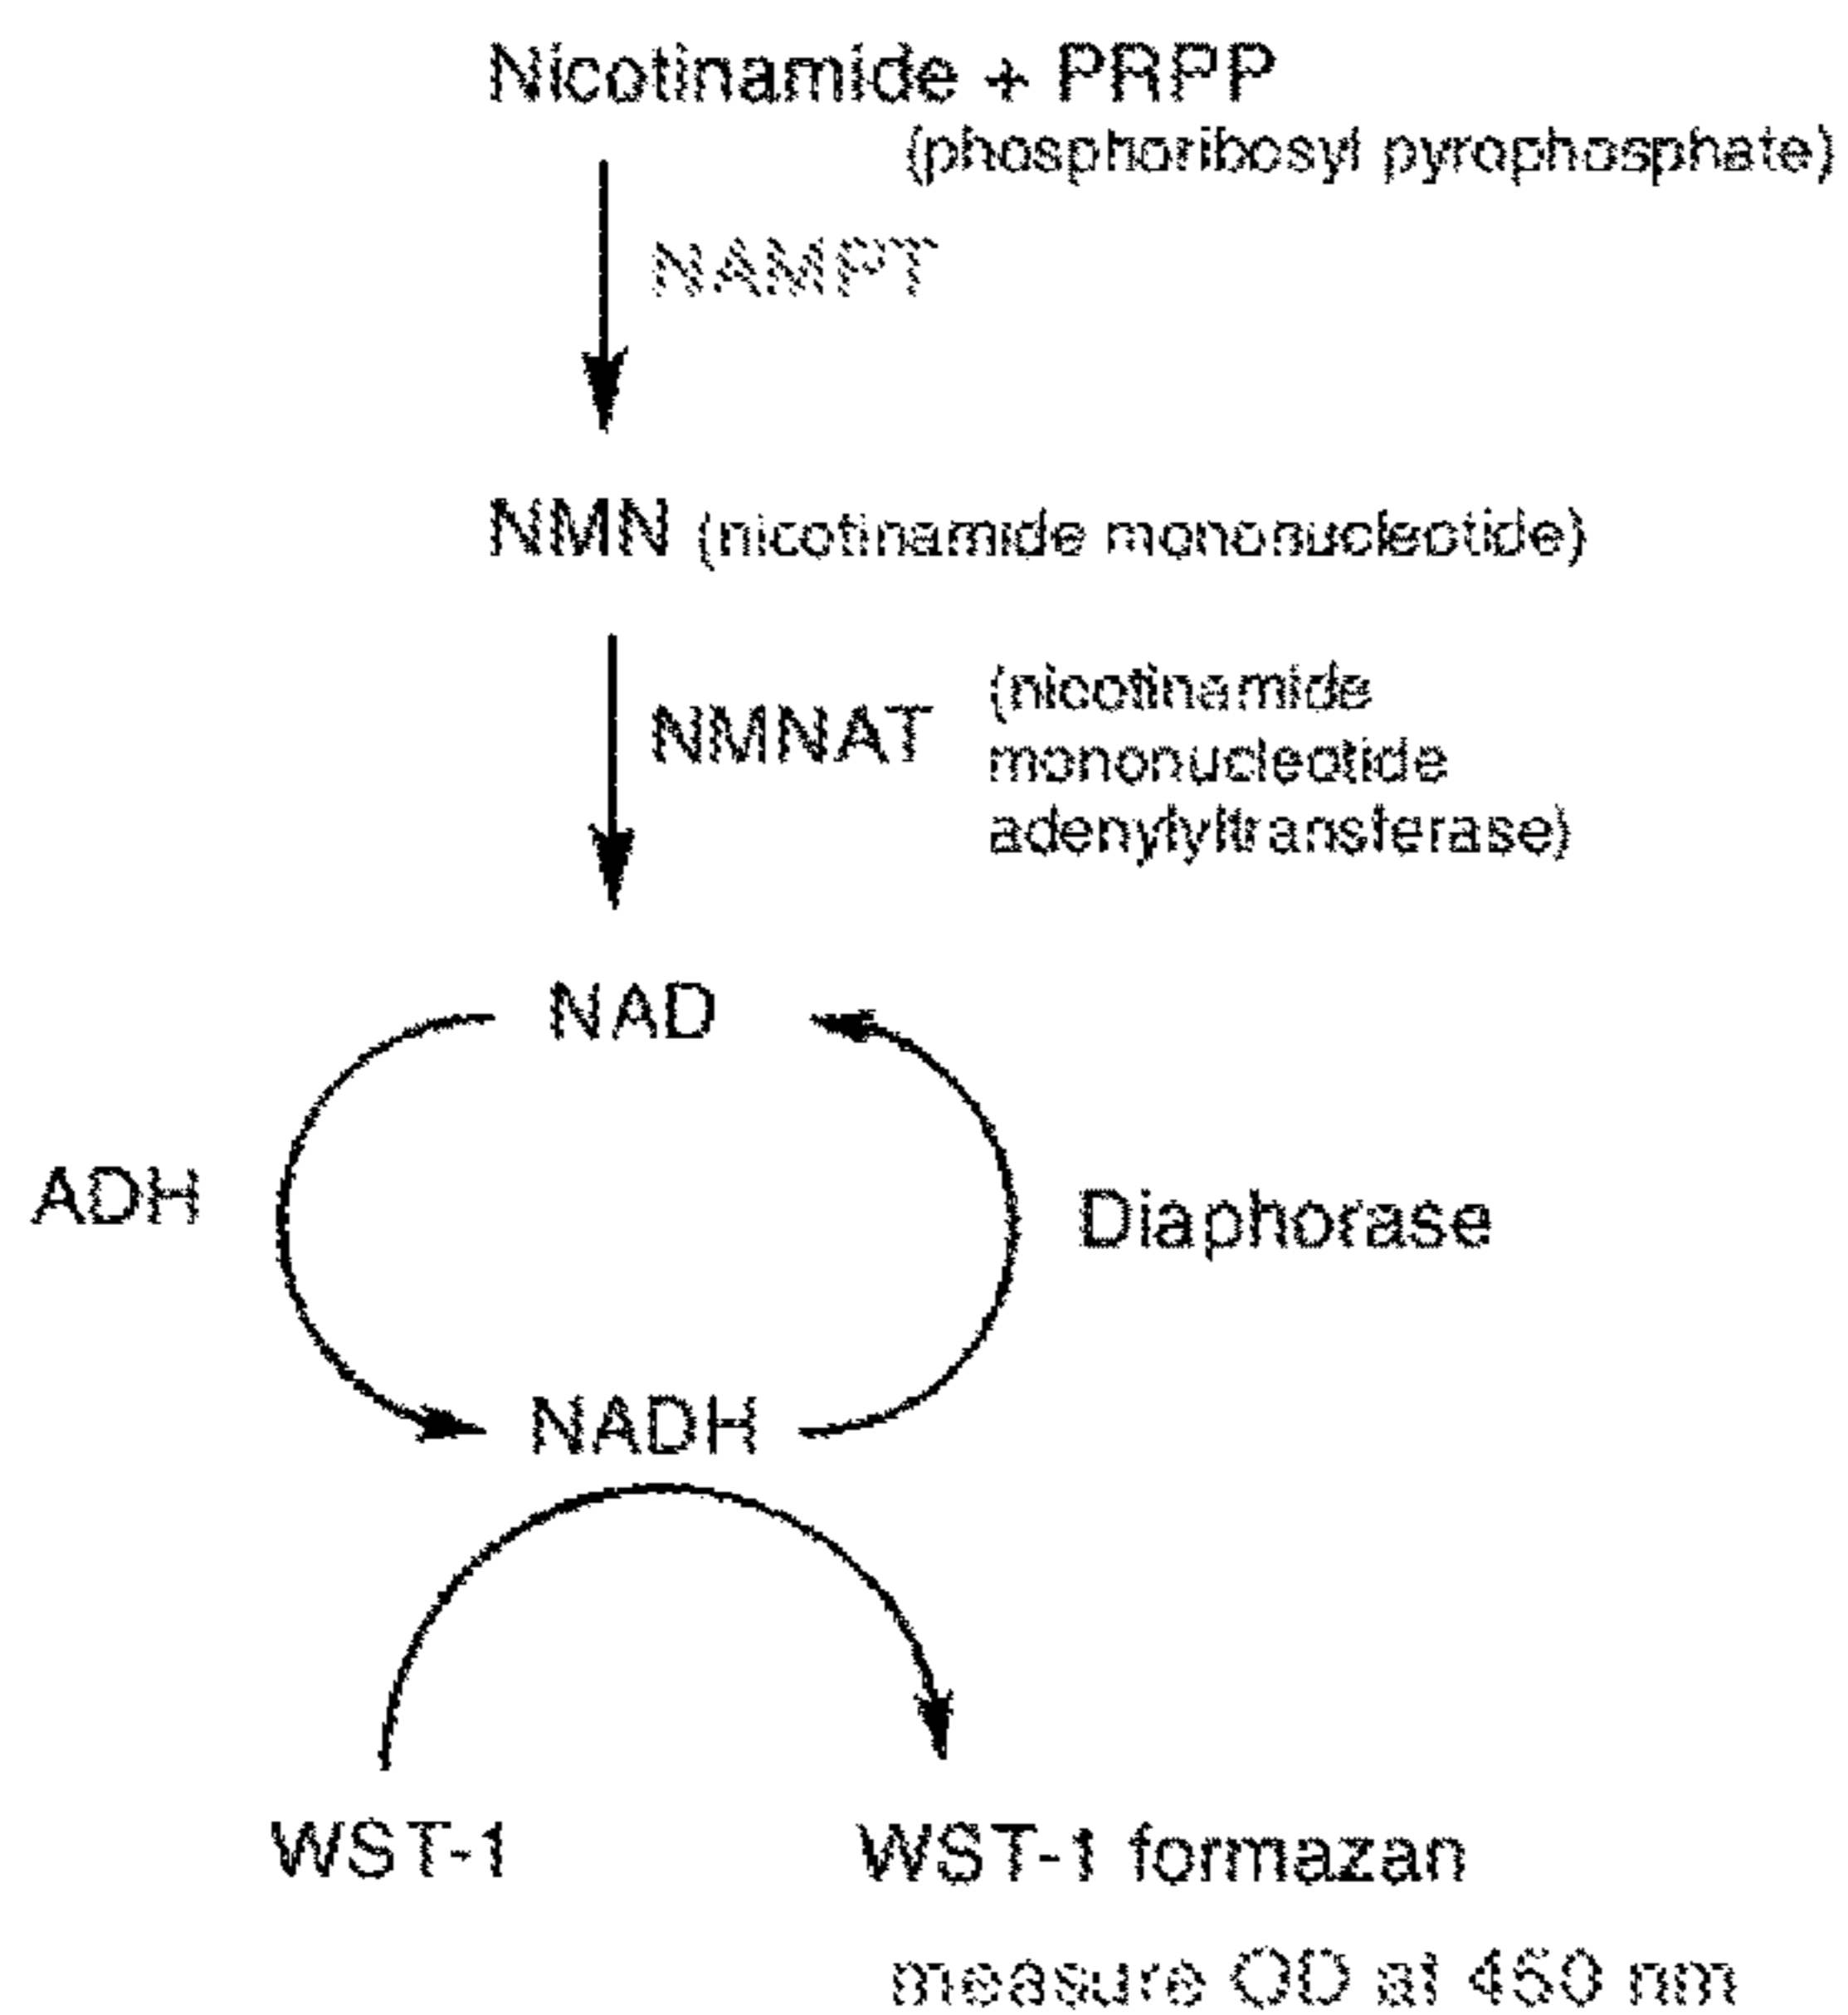 Nicotinamide + PRPP
(phosphoribosyl pyrophosphate)
NAMPT
NMN (nicotinamide mononucleotide)
NMNAT
(nicotinamide
mononucleotide
adenylyltransferase)
NAD
ADH
Diaphorase
NADH
WST-1
WST-1 formazan
measure OD at 450 nm